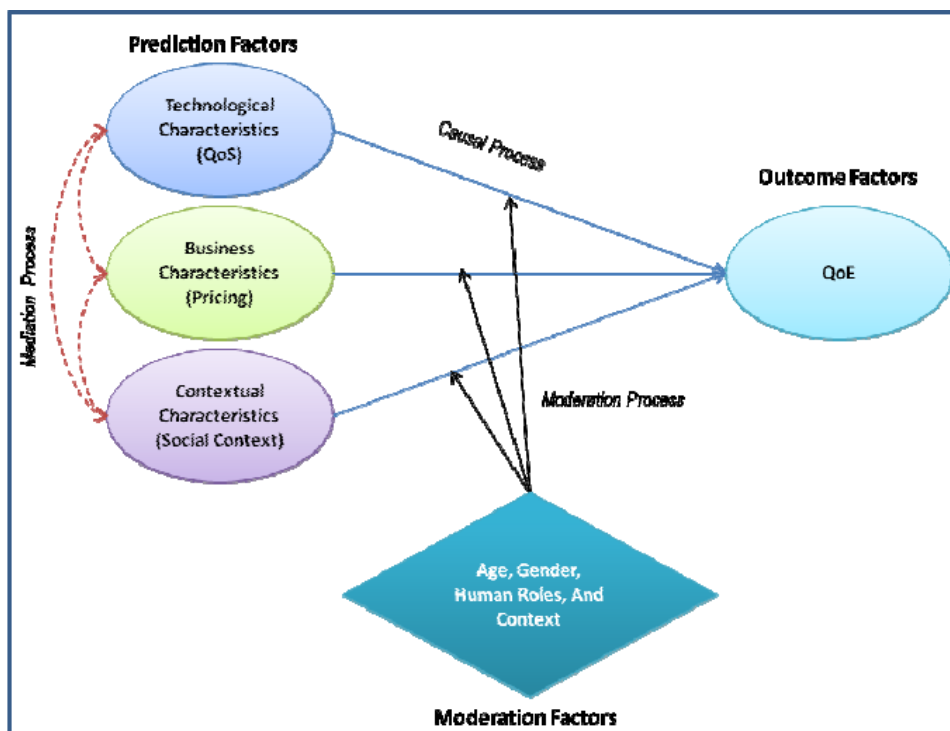 Prediction Factors
Technological
Characteristics
(QoS)
Causal Process
Outcome Factors
Mediation Process
Business
Characteristics
(Pricing)
QoE
Contextual
Characteristics
(Social Context)
Moderation Process
Age, Gender,
Human Roles, And
Context
Moderation Factors